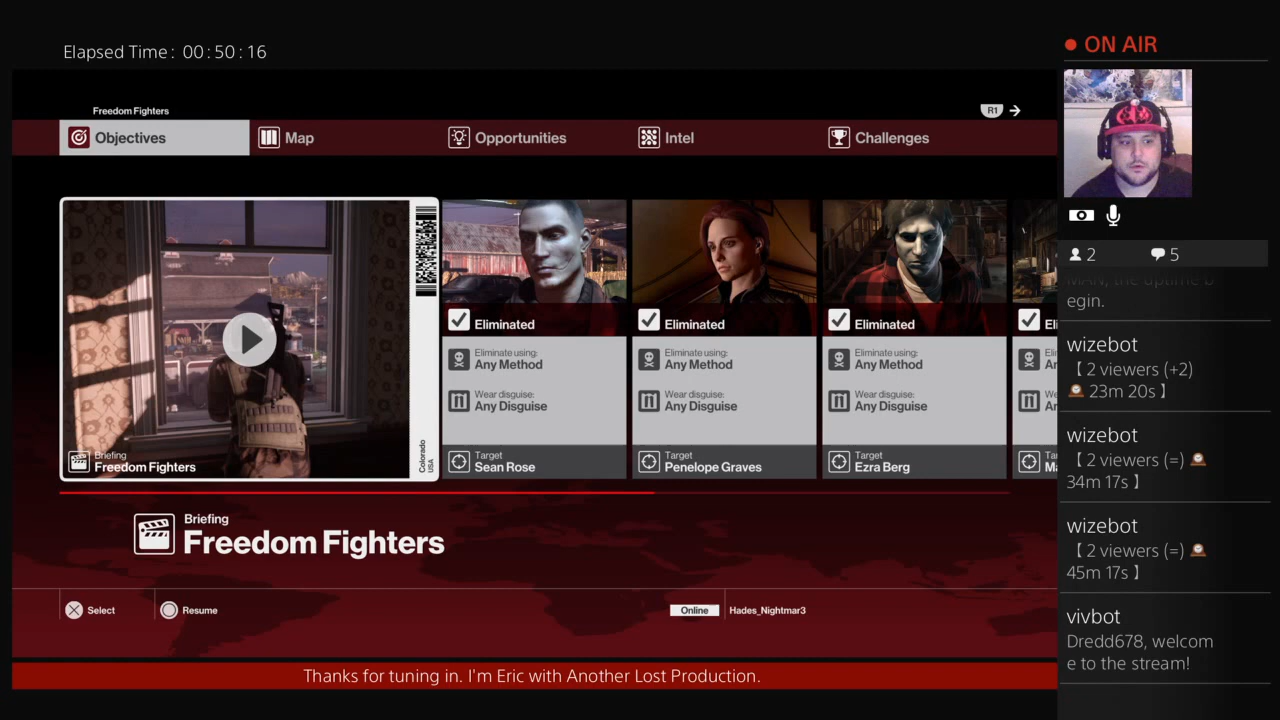 Elapsed Time: 00:50:16
ON AIR
Freedom Fighters
R1
Objectives
Map
Opportunities
Intel
Challenges
Eliminated
Eliminate using:
Any Method
Wear disguise:
Any Disguise
Target
Sean Rose
Eliminated
Eliminate using:
Any Method
Wear disguise:
Any Disguise
Target
Penelope Graves
Eliminated
Eliminate using:
Any Method
Wear disguise:
Any Disguise
Target
Ezra Berg
Briefing
Freedom Fighters
Colorado
USA
Briefing
Freedom Fighters
Select
Resume
Online
Hades_Nightmar3
Thanks for tuning in. I'm Eric with Another Lost Production.
2
5
MAN, the uptime b
egin.
wizebot
【 2 viewers (+2)
🕰 23m 20s 】
wizebot
【 2 viewers (=) 🕰
34m 17s 】
wizebot
【 2 viewers (=) 🕰
45m 17s 】
vivbot
Dredd678, welcom
e to the stream!